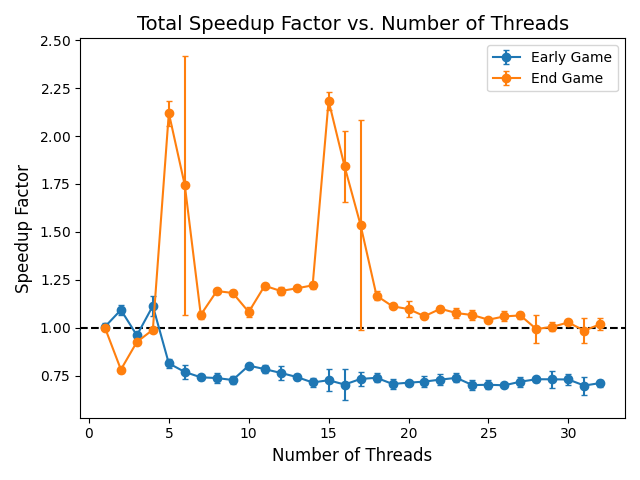 Total Speedup Factor vs. Number of Threads
Early Game
End Game
Speedup Factor
2.50
2.25
2.00
1.75
1.50
1.25
1.00
0.75
0 5 10 15 20 25 30
Number of Threads